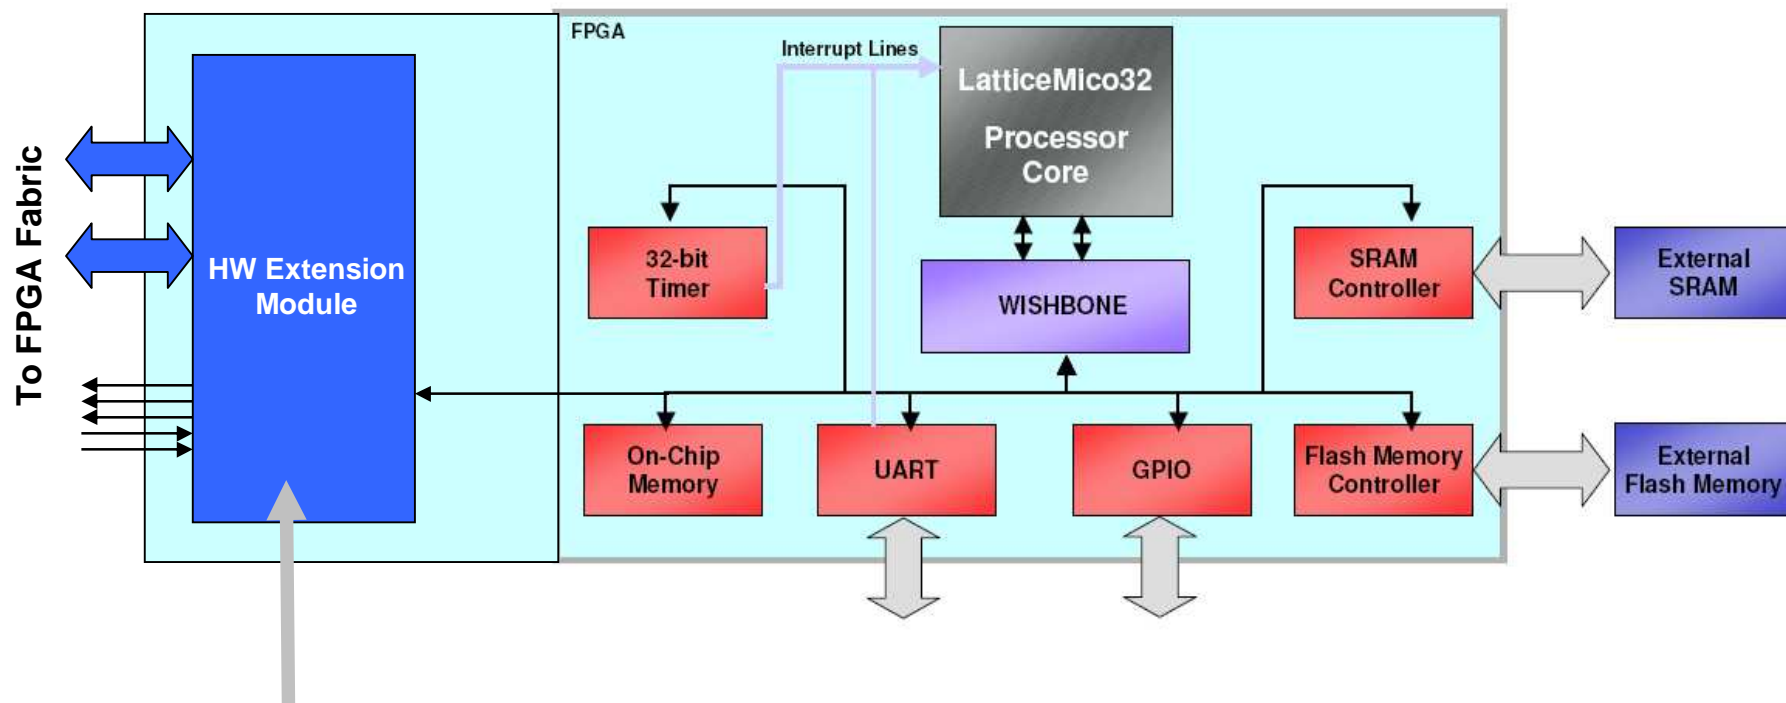 FPGA
Interrupt Lines
LatticeMico32
Processor
Core
To FPGA Fabric
HW Extension
Module
32-bit
Timer
WISHBONE
SRAM
Controller
External
SRAM
On-Chip
Memory
UART
GPIO
Flash Memory
Controller
External
Flash Memory